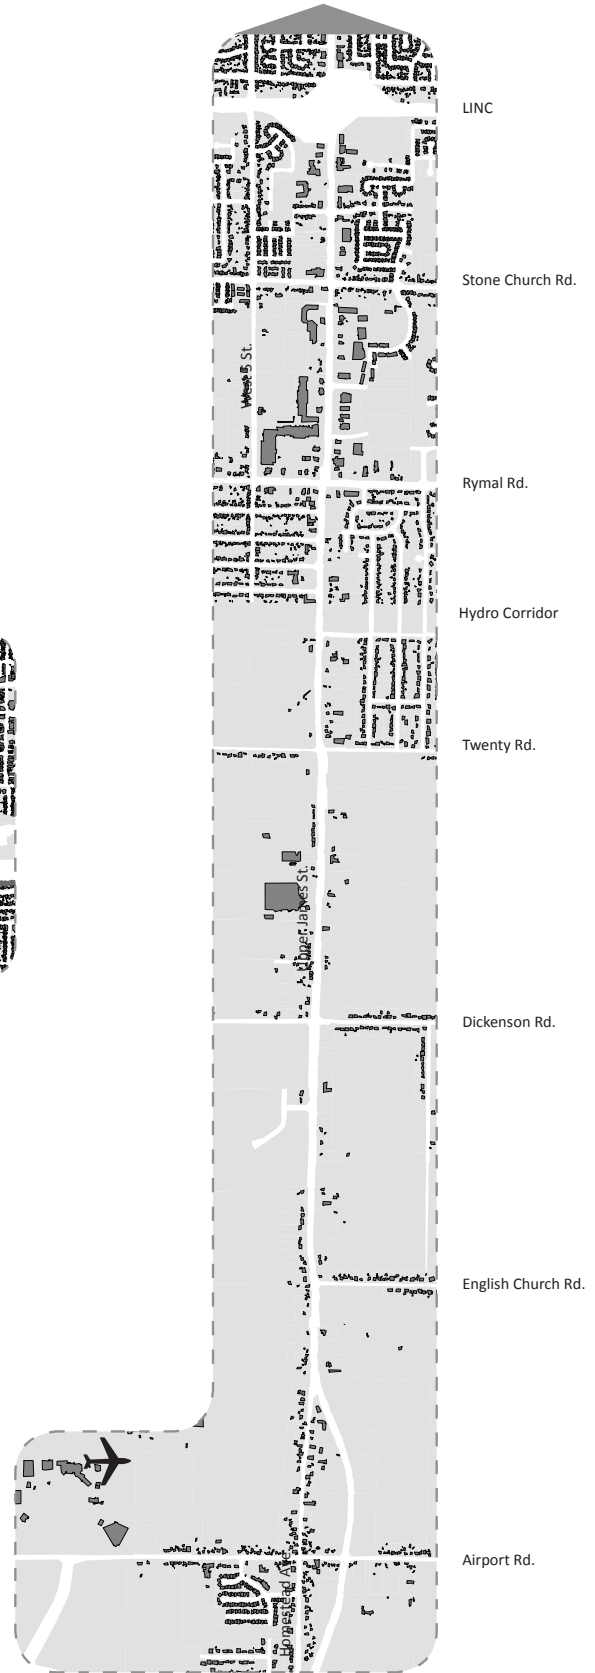 LINC
Stone Church Rd.
West 5 St.
Rymal Rd.
Hydro Corridor
Twenty Rd.
Upper James St.
Dickenson Rd.
English Church Rd.
Airport Rd.
Homestead Ave